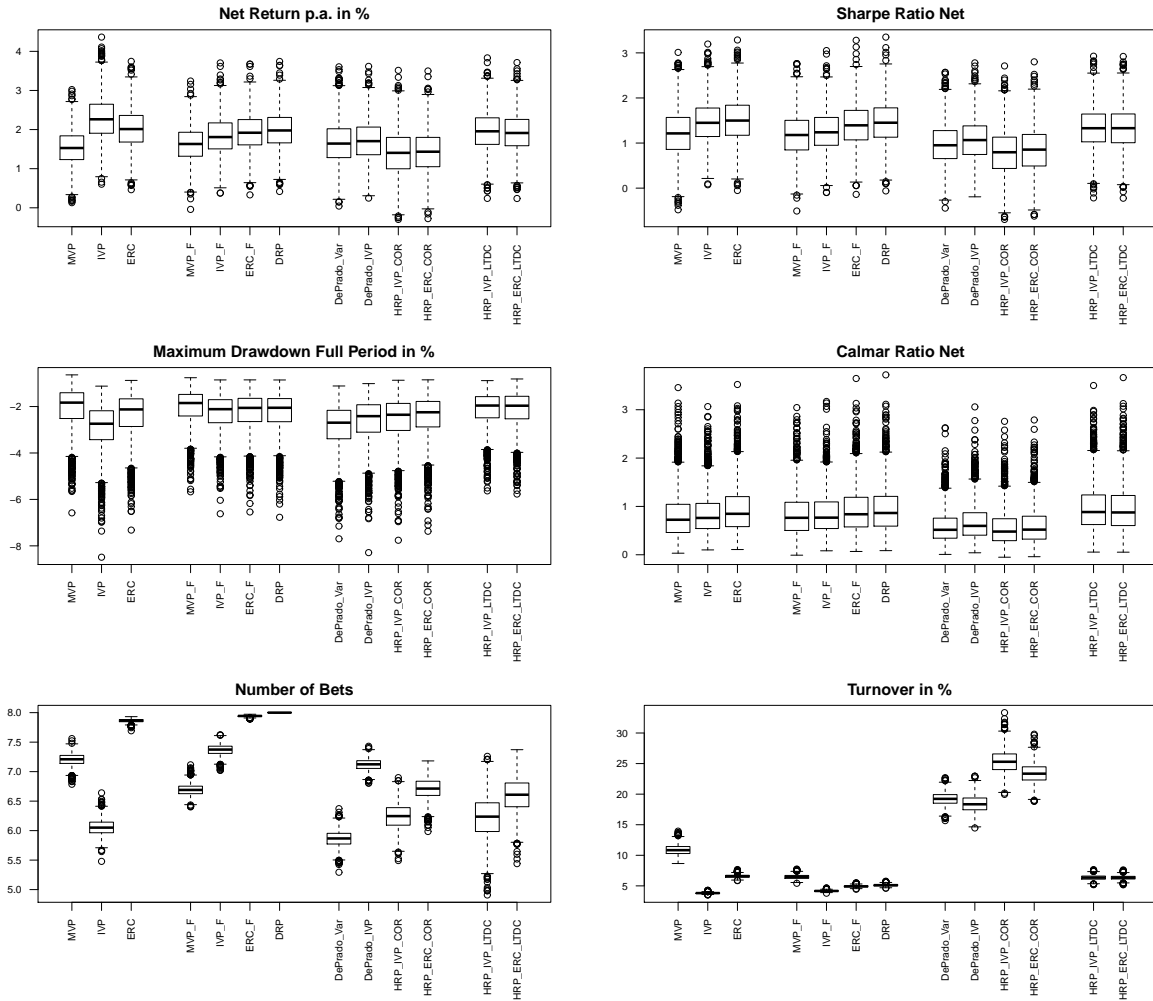 Net Return p.a. in %
4
3
2
1
0
MVP
IVP
ERC
MVP_F
IVP_F
ERC_F
DRP
DePrado_Var
DePrado_IVP
HRP_IVP_COR
HRP_ERC_COR
HRP_IVP_LTDC
HRP_ERC_LTDC
Sharpe Ratio Net
3
2
1
0
MVP
IVP
ERC
MVP_F
IVP_F
ERC_F
DRP
DePrado_Var
DePrado_IVP
HRP_IVP_COR
HRP_ERC_COR
HRP_IVP_LTDC
HRP_ERC_LTDC
Maximum Drawdown Full Period in %
−2
−4
−6
−8
MVP
IVP
ERC
MVP_F
IVP_F
ERC_F
DRP
DePrado_Var
DePrado_IVP
HRP_IVP_COR
HRP_ERC_COR
HRP_IVP_LTDC
HRP_ERC_LTDC
Calmar Ratio Net
3
2
1
0
MVP
IVP
ERC
MVP_F
IVP_F
ERC_F
DRP
DePrado_Var
DePrado_IVP
HRP_IVP_COR
HRP_ERC_COR
HRP_IVP_LTDC
HRP_ERC_LTDC
Number of Bets
8.0
7.5
7.0
6.5
6.0
5.5
5.0
MVP
IVP
ERC
MVP_F
IVP_F
ERC_F
DRP
DePrado_Var
DePrado_IVP
HRP_IVP_COR
HRP_ERC_COR
HRP_IVP_LTDC
HRP_ERC_LTDC
Turnover in %
30
25
20
15
10
5
MVP
IVP
ERC
MVP_F
IVP_F
ERC_F
DRP
DePrado_Var
DePrado_IVP
HRP_IVP_COR
HRP_ERC_COR
HRP_IVP_LTDC
HRP_ERC_LTDC